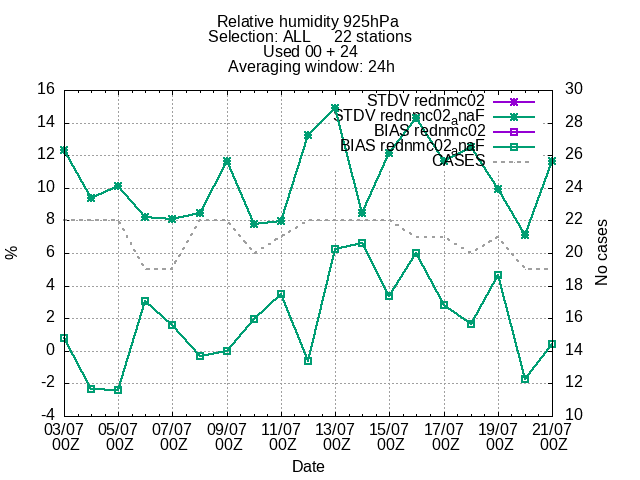 Relative humidity 925hPa
Selection: ALL 22 stations
Used 00 + 24
Averaging window: 24h
16 30
14 28
12 26
10 24
8 22
6 20
4 18
2 16
0 14
-2 12
-4 10
STDV rednmc02
STDV rednmc02anaF
BIAS rednmc02
BIAS rednmc02anaF
CASES
%
No cases
03/07 05/07 07/07 09/07 11/07 13/07 15/07 17/07 19/07 21/07
00Z 00Z 00Z 00Z 00Z 00Z 00Z 00Z 00Z 00Z
Date